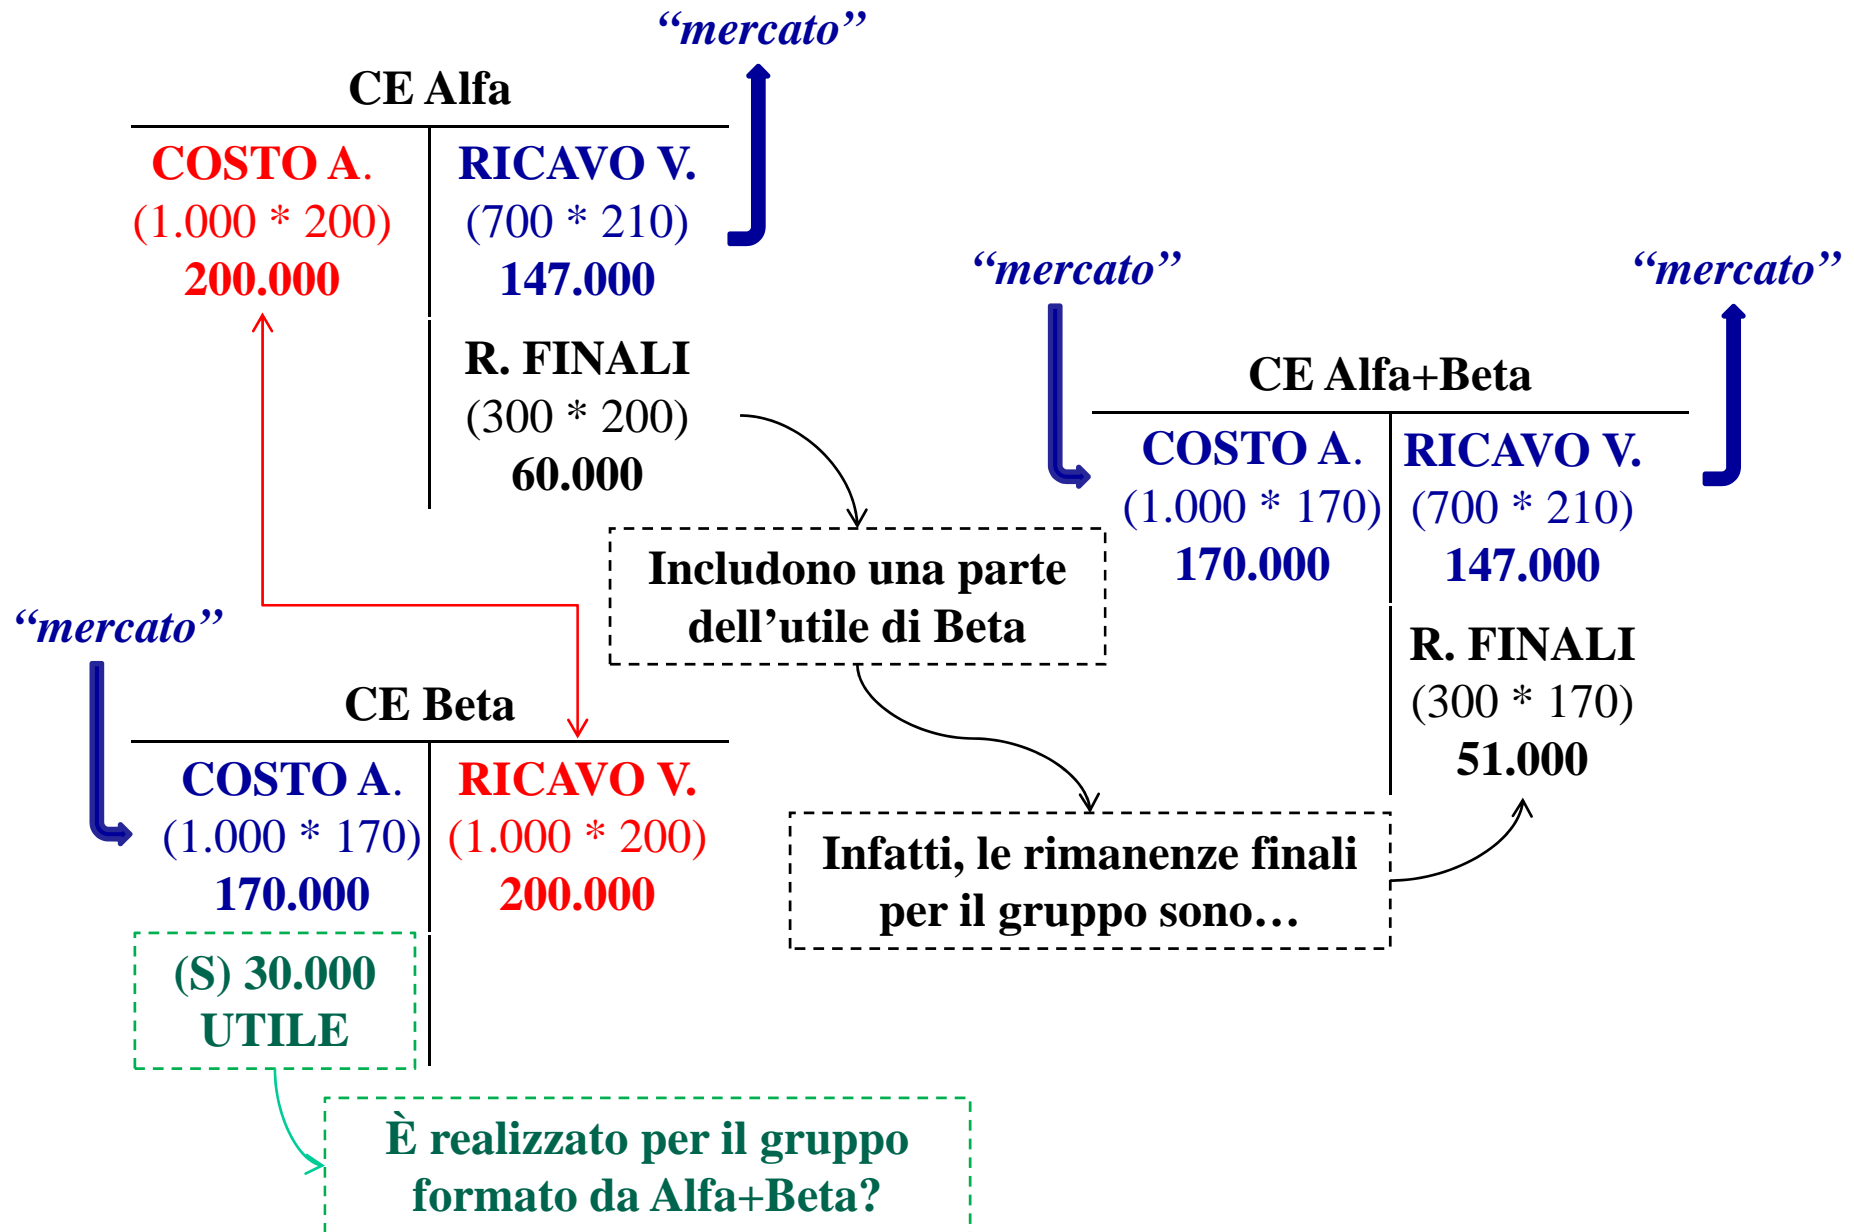 “mercato”
CE Alfa
COSTO A.
(1.000 * 200)
200.000
RICAVO V.
(700 * 210)
147.000
R. FINALI
(300 * 200)
60.000
“mercato”
“mercato”
CE Alfa+Beta
COSTO A.
(1.000 * 170)
170.000
RICAVO V.
(700 * 210)
147.000
R. FINALI
(300 * 170)
51.000
Includono una parte
dell’utile di Beta
“mercato”
CE Beta
COSTO A.
(1.000 * 170)
170.000
RICAVO V.
(1.000 * 200)
200.000
(S) 30.000
UTILE
Infatti, le rimanenze finali
per il gruppo sono…
È realizzato per il gruppo
formato da Alfa+Beta?